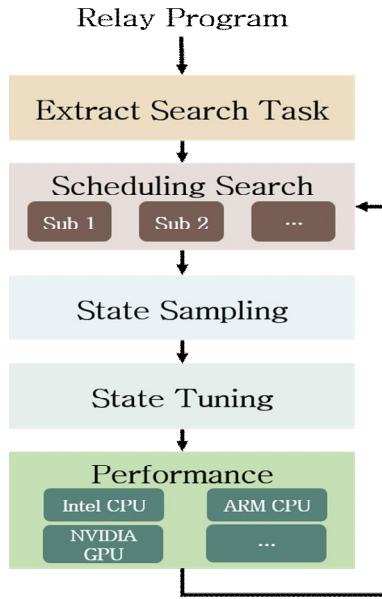 Relay Program
Extract Search Task
Scheduling Search
Sub 1 Sub 2 ...
State Sampling
State Tuning
Performance
Intel CPU ARM CPU
NVIDIA
GPU ...